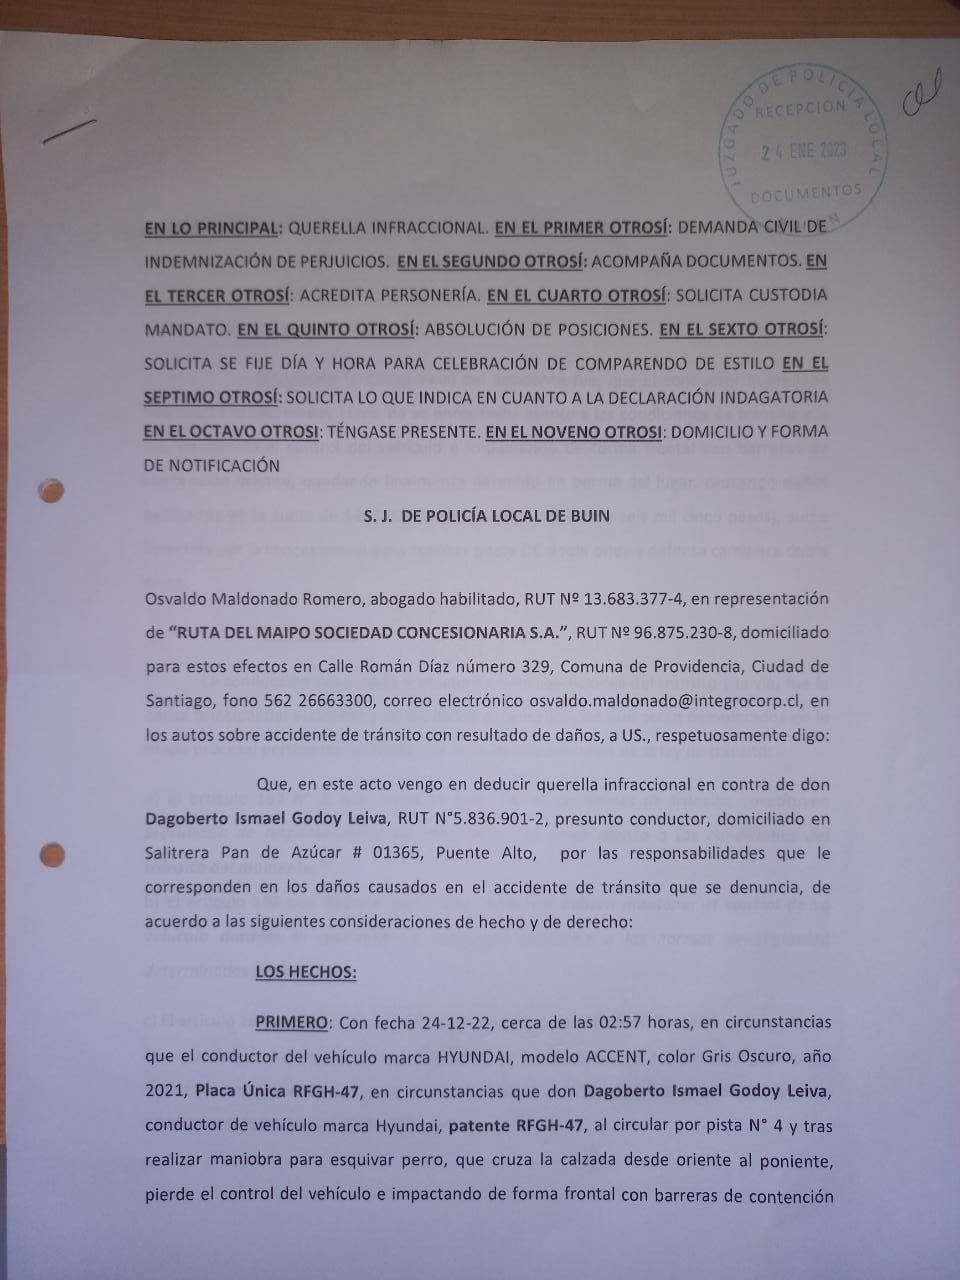 JUZGADO DE POLICIA LOCAL
RECEPCIÓN
24 ENE 2023
DOCUMENTOS
EN LO PRINCIPAL: QUERELLA INFRACCIONAL. EN EL PRIMER OTROSÍ: DEMANDA CIVIL DE
INDEMNIZACIÓN DE PERJUICIOS. EN EL SEGUNDO OTROSÍ: ACOMPAÑA DOCUMENTOS. EN
EL TERCER OTROSÍ: ACREDITA PERSONERÍA. EN EL CUARTO OTROSÍ: SOLICITA CUSTODIA
MANDATO. EN EL QUINTO OTROSÍ: ABSOLUCIÓN DE POSICIONES. EN EL SEXTO OTROSÍ:
SOLICITA SE FIJE DÍA Y HORA PARA CELEBRACIÓN DE COMPARENDO DE ESTILO EN EL
SEPTIMO OTROSÍ: SOLICITA LO QUE INDICA EN CUANTO A LA DECLARACIÓN INDAGATORIA
EN EL OCTAVO OTROSI: TÉNGASE PRESENTE. EN EL NOVENO OTROSI: DOMICILIO Y FORMA
DE NOTIFICACIÓN
S. J. DE POLICÍA LOCAL DE BUIN
Osvaldo Maldonado Romero, abogado habilitado, RUT Nº 13.683.377-4, en representación
de “RUTA DEL MAIPO SOCIEDAD CONCESIONARIA S.A.”, RUT Nº 96.875.230-8, domiciliado
para estos efectos en Calle Román Díaz número 329, Comuna de Providencia, Ciudad de
Santiago, fono 562 26663300, correo electrónico osvaldo.maldonado@integrocorp.cl, en
los autos sobre accidente de tránsito con resultado de daños, a US., respetuosamente digo:
Que, en este acto vengo en deducir querella infraccional en contra de don
Dagoberto Ismael Godoy Leiva, RUT N°5.836.901-2, presunto conductor, domiciliado en
Salitrera Pan de Azúcar # 01365, Puente Alto, por las responsabilidades que le
corresponden en los daños causados en el accidente de tránsito que se denuncia, de
acuerdo a las siguientes consideraciones de hecho y de derecho:
LOS HECHOS:
PRIMERO: Con fecha 24-12-22, cerca de las 02:57 horas, en circunstancias
que el conductor del vehículo marca HYUNDAI, modelo ACCENT, color Gris Oscuro, año
2021, Placa Única RFGH-47, en circunstancias que don Dagoberto Ismael Godoy Leiva,
conductor de vehículo marca Hyundai, patente RFGH-47, al circular por pista N° 4 y tras
realizar maniobra para esquivar perro, que cruza la calzada desde oriente al poniente,
pierde el control del vehículo e impactando de forma frontal con barreras de contención